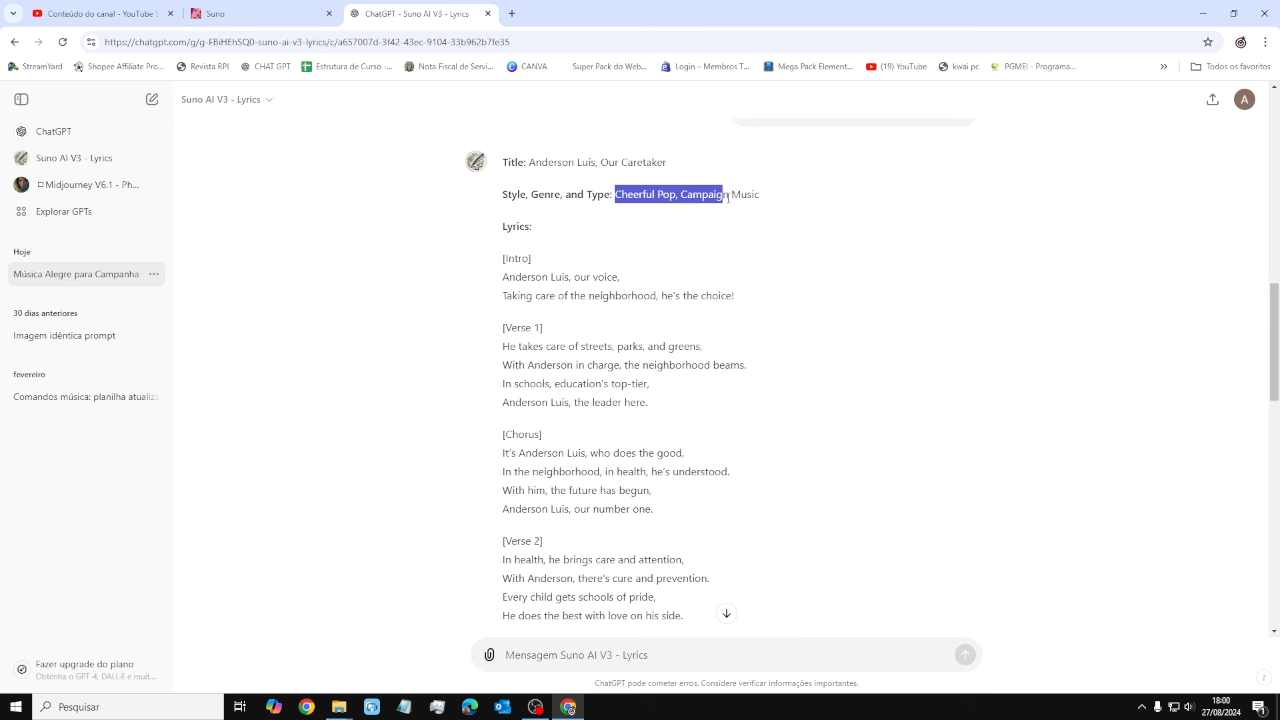 Conteúdo do canal - YouTube S
Suno
ChatGPT - Suno AI V3 - Lyrics
https://chatgpt.com/g/g-FBiHEhSQ0-suno-ai-v3-lyrics/c/a657007d-3f42-43ec-9104-33b962b7fe35
StreamYard
Shopee Affiliate Pro...
Revista RPI
CHAT GPT
Estrutura de Curso -...
Nota Fiscal de Servi...
CANVA
Super Pack do Web...
Login – Membros T...
Mega Pack Element...
(19) YouTube
kwai pc
PGMEI - Programa...
Todos os favoritos
Suno AI V3 - Lyrics
A
ChatGPT
Suno AI V3 - Lyrics
Midjourney V6.1 - Ph...
Explorar GPTs
Hoje
Música Alegre para Campanha
30 dias anteriores
Imagem idêntica prompt
fevereiro
Comandos música: planilha atualiza
Fazer upgrade do plano
Obtenha o GPT-4, DALL-E e muit...
Title: Anderson Luis, Our Caretaker
Style, Genre, and Type: Cheerful Pop, Campaign Music
Lyrics:
[Intro]
Anderson Luis, our voice,
Taking care of the neighborhood, he's the choice!
[Verse 1]
He takes care of streets, parks, and greens,
With Anderson in charge, the neighborhood beams.
In schools, education's top-tier,
Anderson Luis, the leader here.
[Chorus]
It's Anderson Luis, who does the good,
In the neighborhood, in health, he's understood.
With him, the future has begun,
Anderson Luis, our number one.
[Verse 2]
In health, he brings care and attention,
With Anderson, there's cure and prevention.
Every child gets schools of pride,
He does the best with love on his side.
Mensagem Suno AI V3 - Lyrics
ChatGPT pode cometer erros. Considere verificar informações importantes.
?
Pesquisar
18:00
27/08/2024